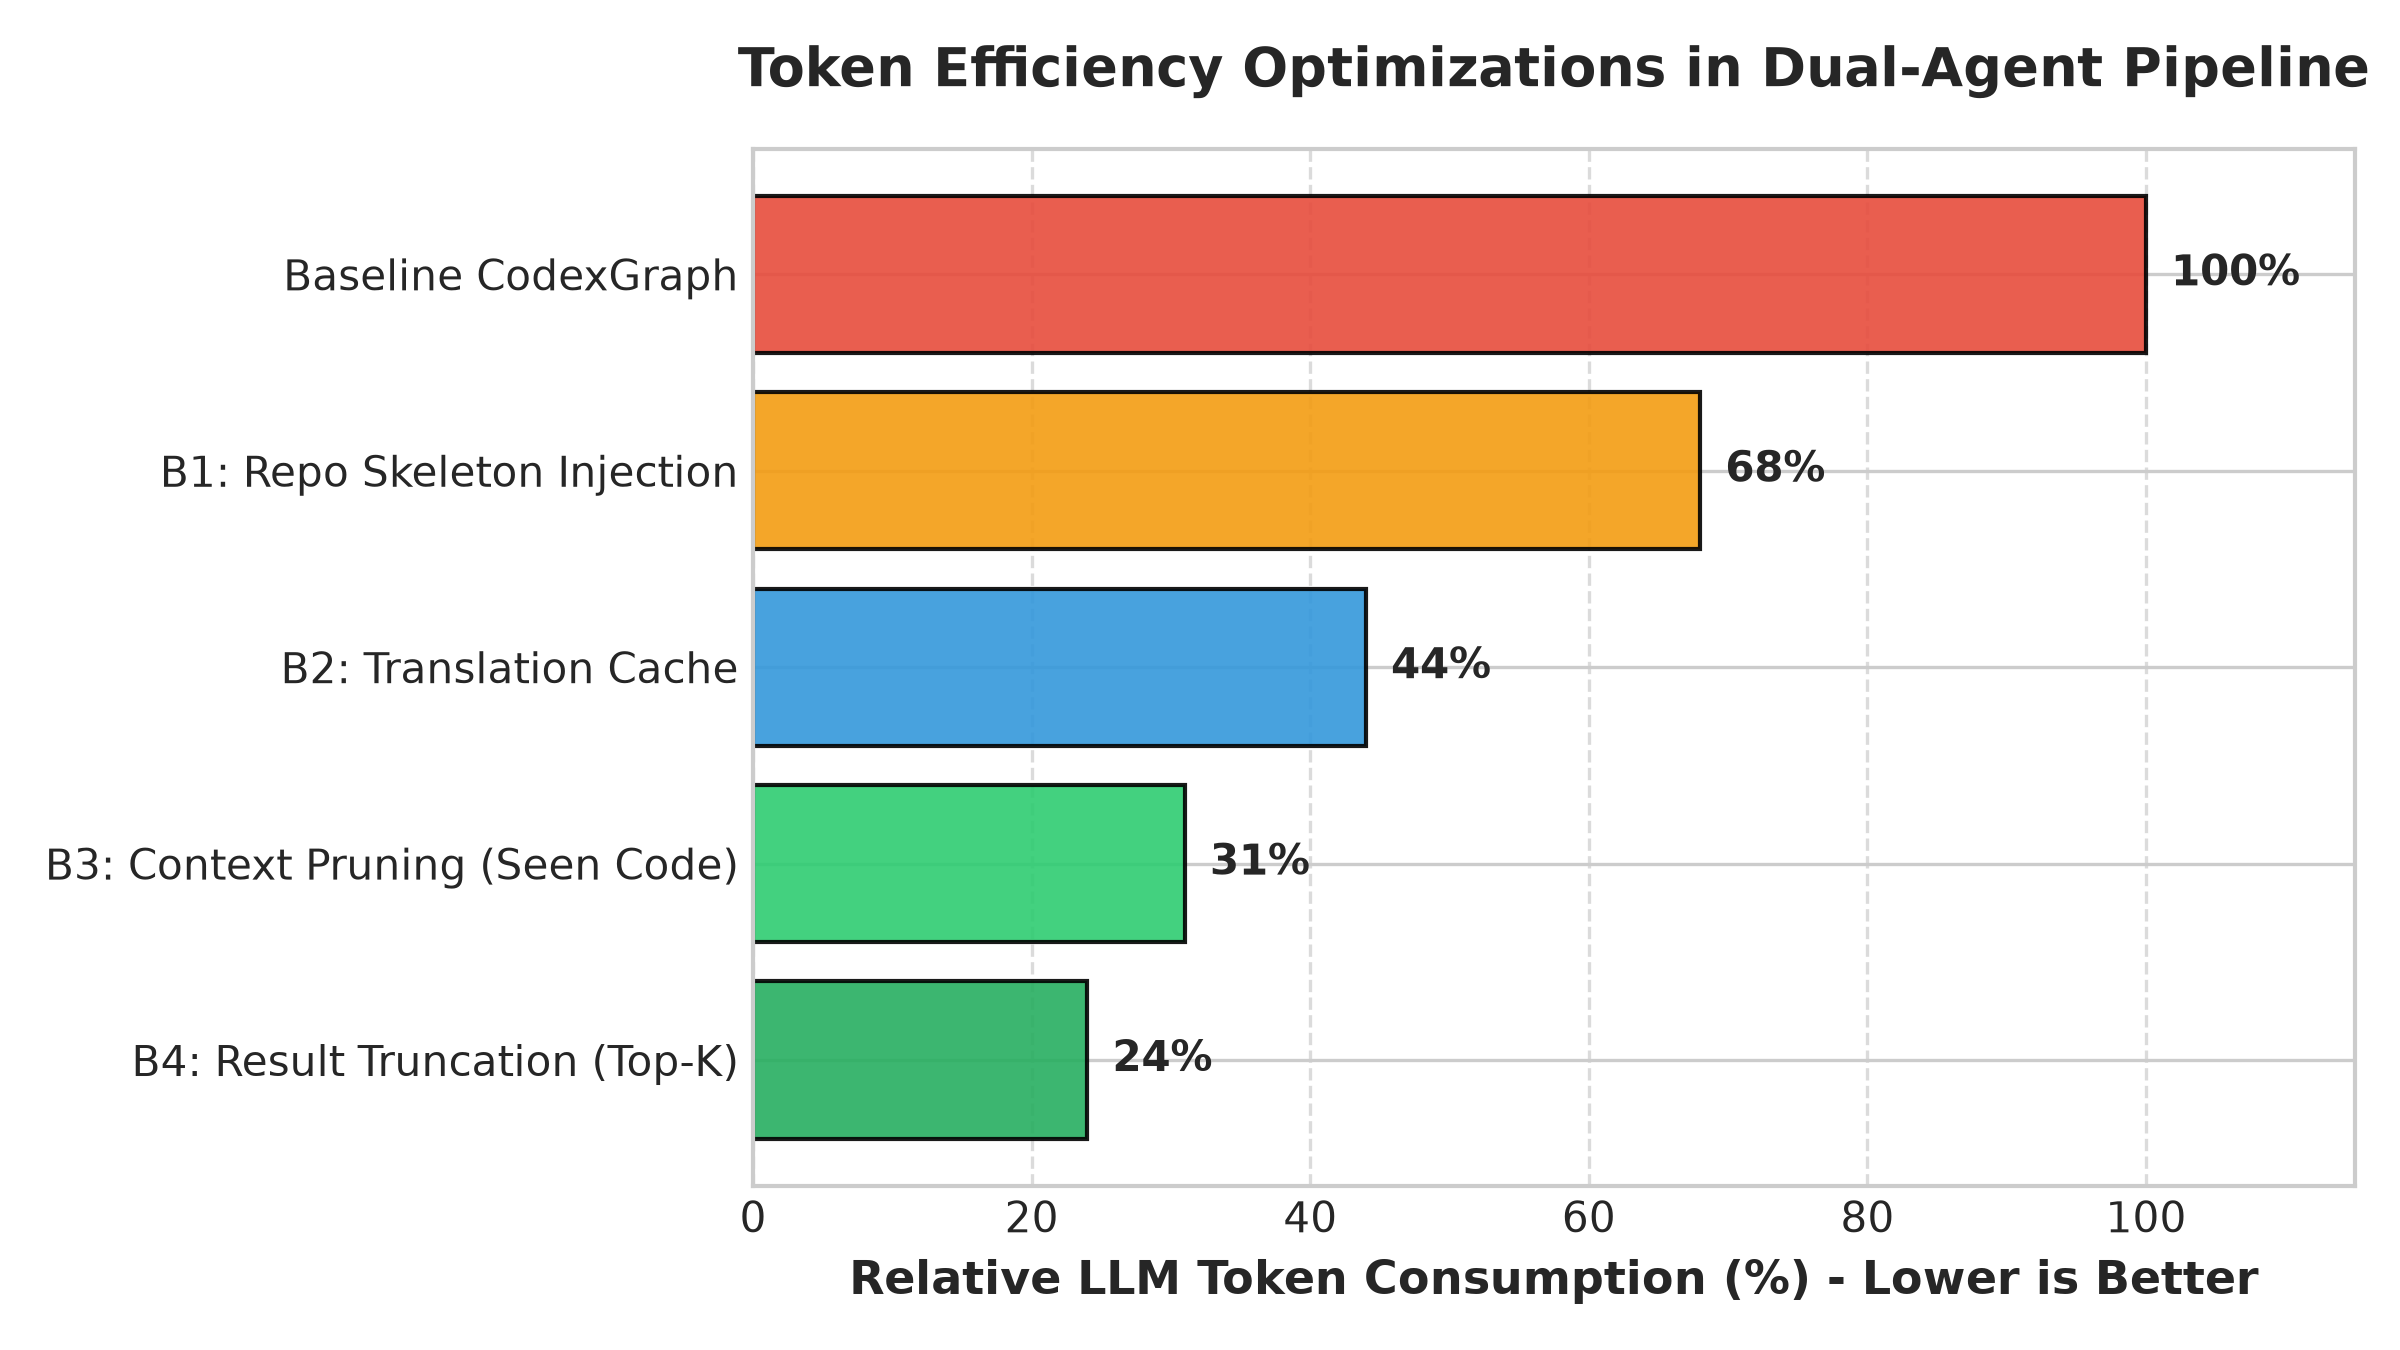 Token Efficiency Optimizations in Dual-Agent Pipeline
Baseline CodexGraph
100%
B1: Repo Skeleton Injection
68%
B2: Translation Cache
44%
B3: Context Pruning (Seen Code)
31%
B4: Result Truncation (Top-K)
24%
0 20 40 60 80 100
Relative LLM Token Consumption (%) - Lower is Better